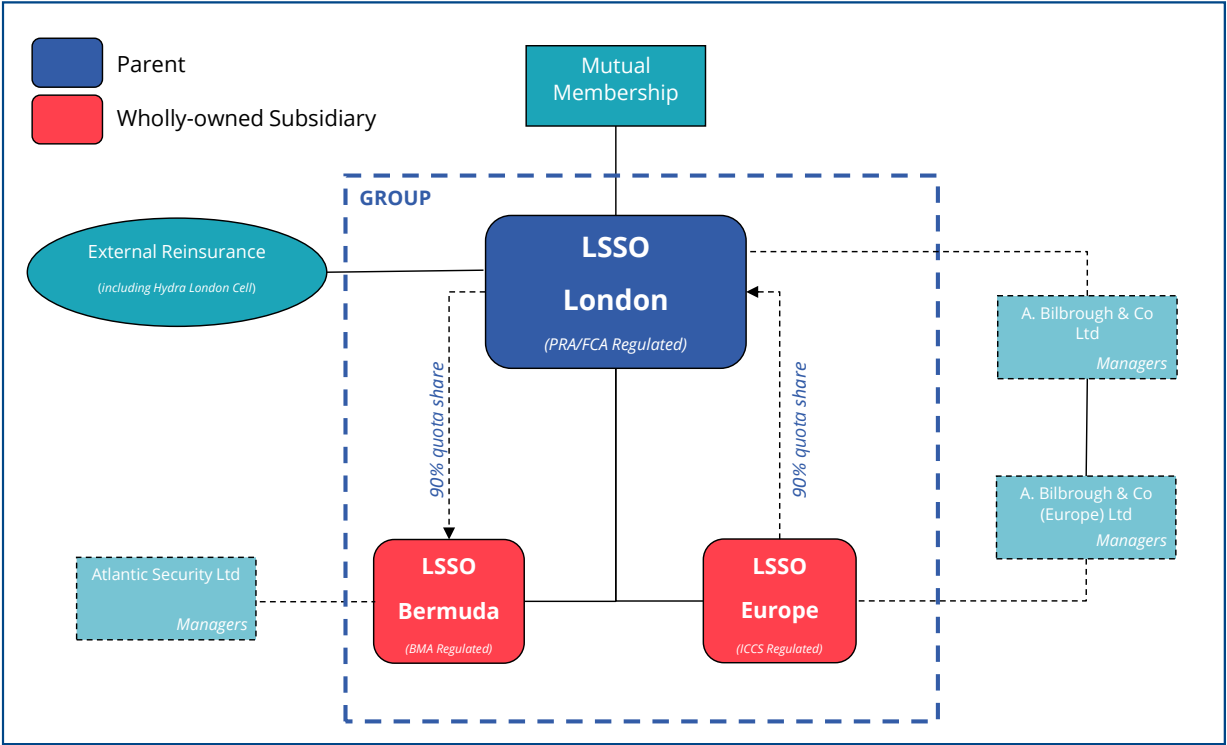 Parent
Wholly-owned Subsidiary
Mutual
Membership
GROUP
External Reinsurance
(including Hydra London Cell)
LSSO
London
(PRA/FCA Regulated)
A. Bilbrough & Co
Ltd
Managers
90% quota share
90% quota share
A. Bilbrough & Co
(Europe) Ltd
Managers
Atlantic Security Ltd
Managers
LSSO
Bermuda
(BMA Regulated)
LSSO
Europe
(ICCS Regulated)